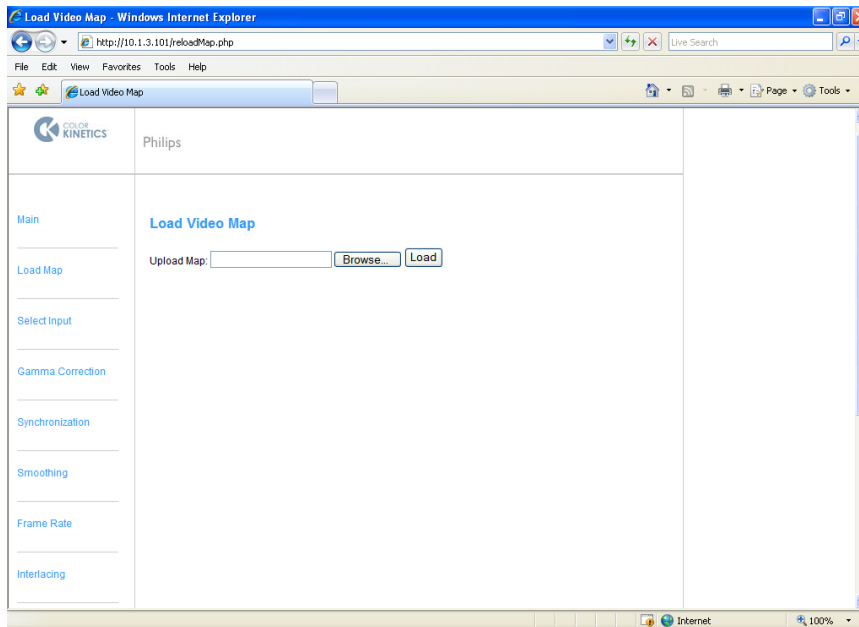 Load Video Map - Windows Internet Explorer
http://10.1.3.101/reloadMap.php
Live Search
File Edit View Favorites Tools Help
Load Video Map
Page Tools
COLOR
KINETICS
Philips
Main
Load Video Map
Upload Map: Browse... Load
Load Map
Select Input
Gamma Correction
Synchronization
Smoothing
Frame Rate
Interlacing
Internet 100%